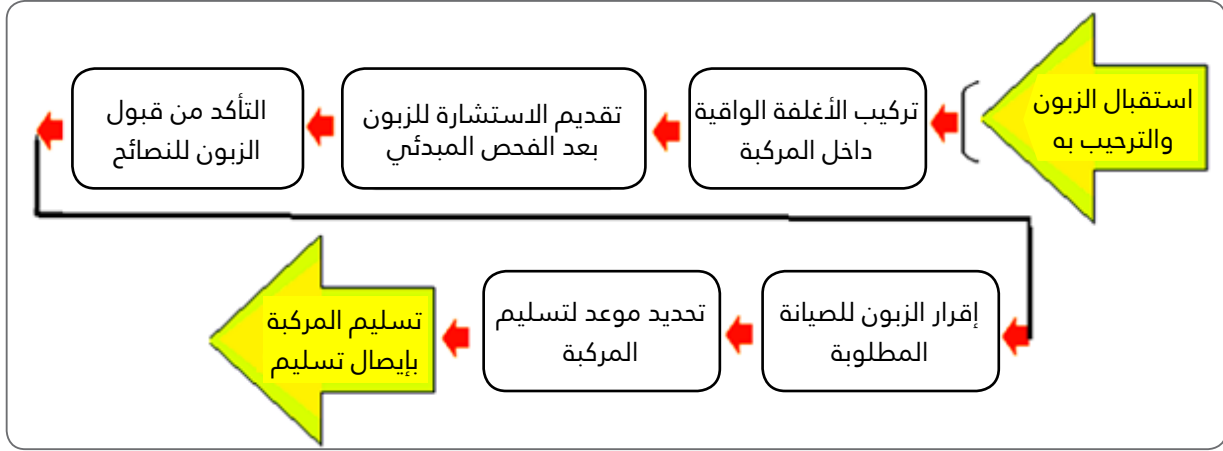 استقبال الزبون
والترحيب به
تركيب الأغلفة الواقية
داخل المركبة
تقديم الاستشارة للزبون
بعد الفحص المبدئي
التأكد من قبول
الزبون للنصائح
إقرار الزبون للصيانة
المطلوبة
تحديد موعد لتسليم
المركبة
تسليم المركبة
بإيصال تسليم